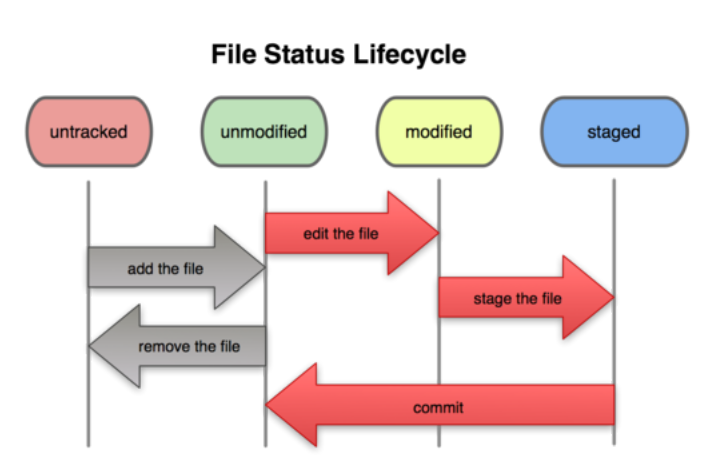 File Status Lifecycle
untracked
unmodified
modified
staged
edit the file
add the file
stage the file
remove the file
commit